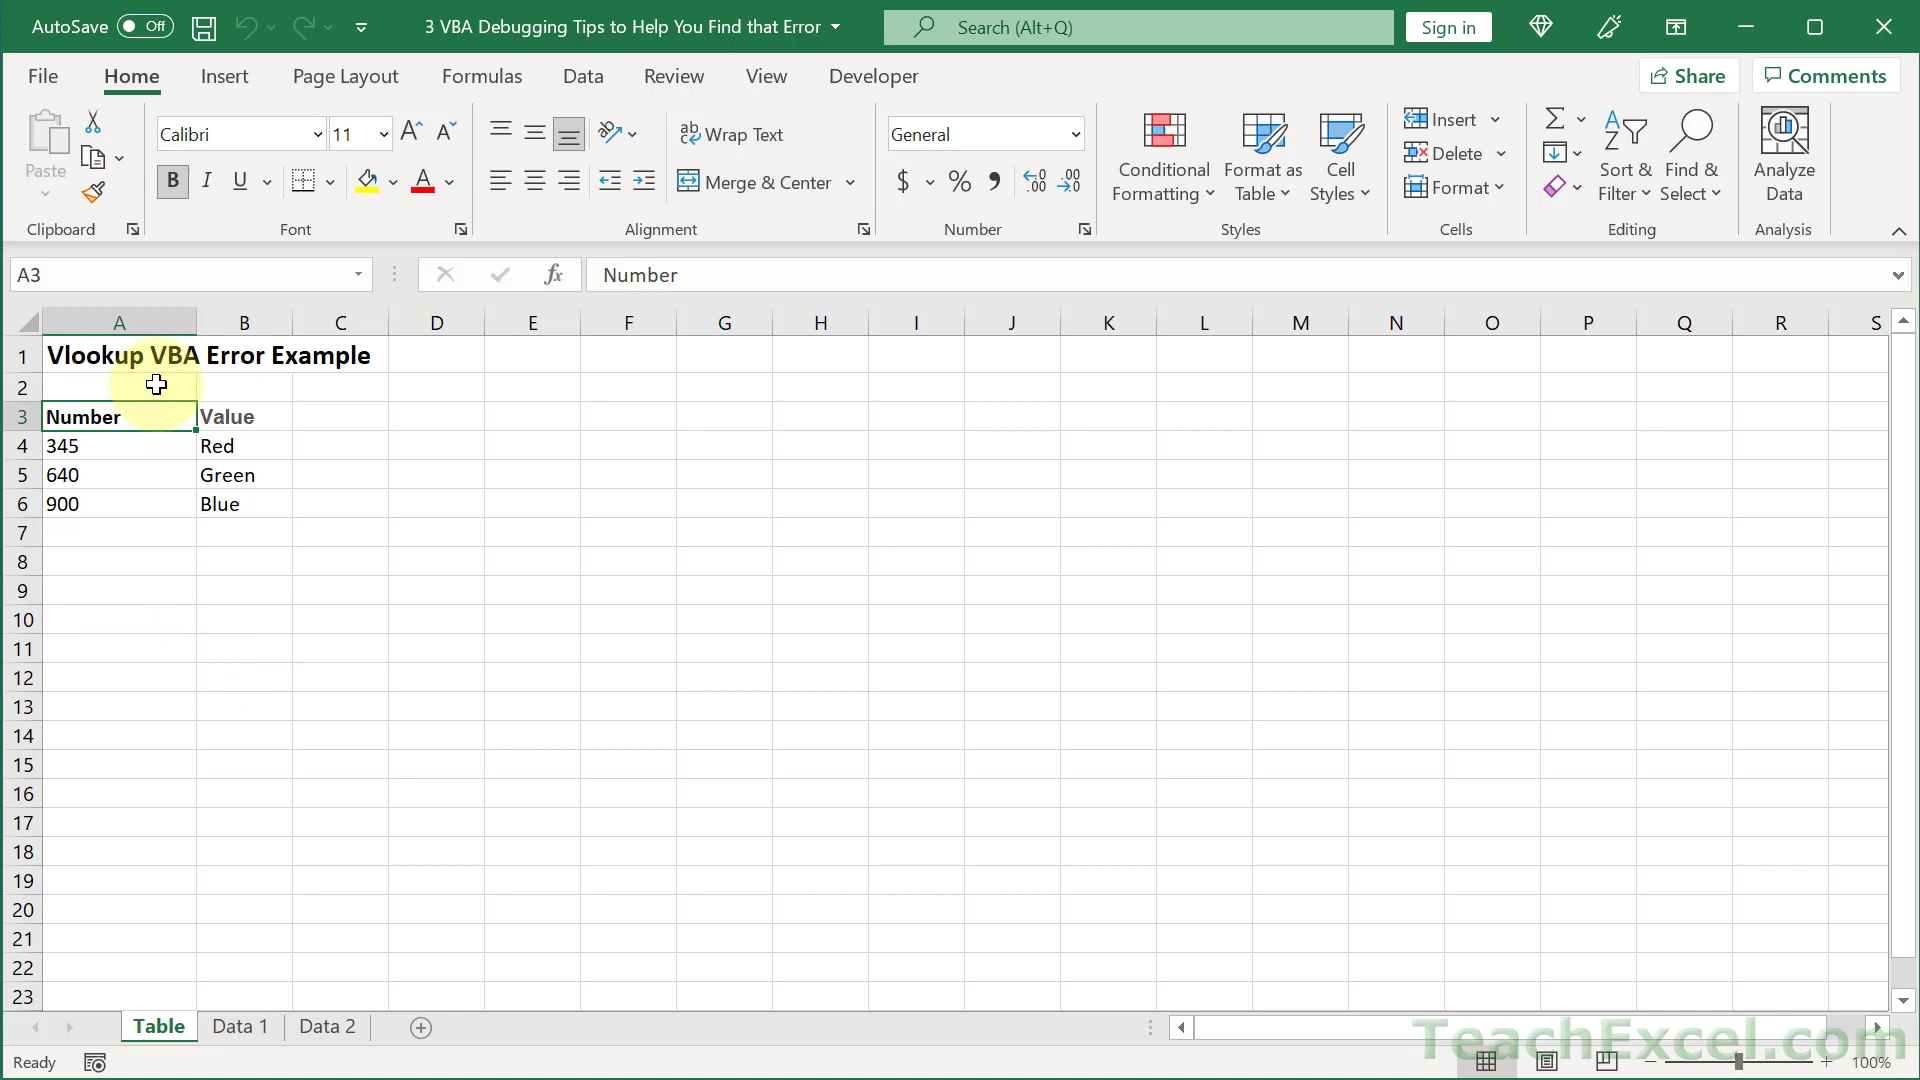 AutoSave Off 3 VBA Debugging Tips to Help You Find that Error Search (Alt+Q) Sign in
File Home Insert Page Layout Formulas Data Review View Developer Share Comments
Paste
Calibri 11
B I U A
ab Wrap Text
Merge & Center
General
$ % 9 .00 .00
Conditional Formatting
Format as Table
Cell Styles
Insert
Delete
Format
Sort & Filter
Find & Select
Analyze Data
Clipboard Font Alignment Number Styles Cells Editing Analysis
A3 fx Number
A B C D E F G H I J K L M N O P Q R S
1 Vlookup VBA Error Example
2
3 Number Value
4 345 Red
5 640 Green
6 900 Blue
7
8
9
10
11
12
13
14
15
16
17
18
19
20
21
22
23
Table Data 1 Data 2
TeachExcel.com
Ready 100%